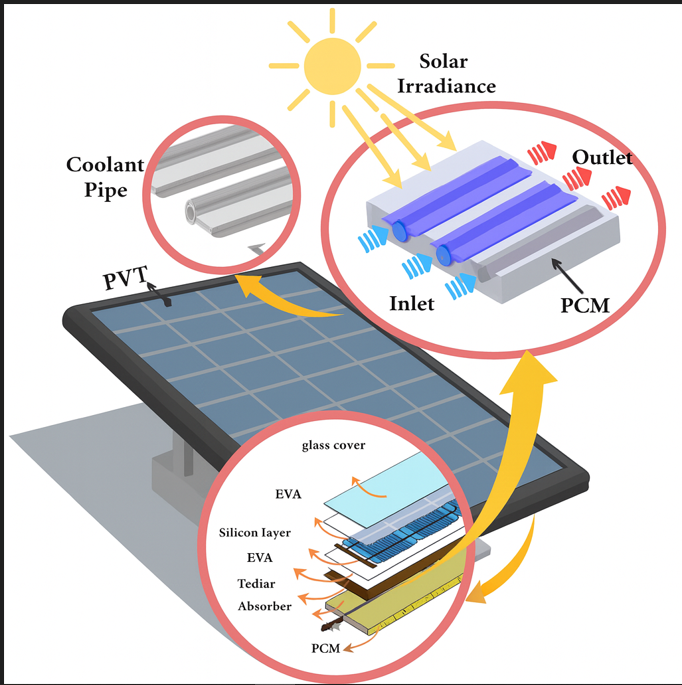 Solar
Irradiance
Coolant
Pipe
Outlet
PVT
Inlet
PCM
glass cover
EVA
Silicon layer
EVA
Tediar
Absorber
PCM